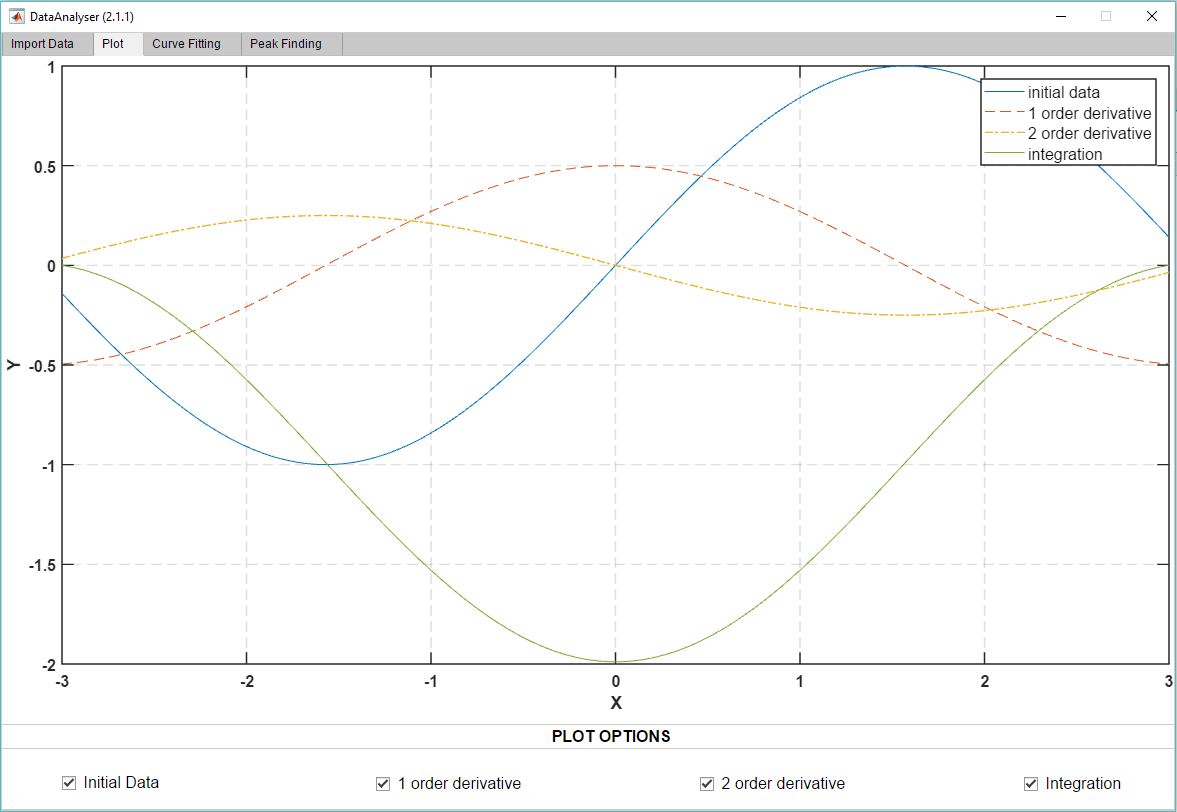 DataAnalyser (2.1.1)
Import Data Plot Curve Fitting Peak Finding
initial data
1 order derivative
2 order derivative
integration
1
0.5
0
-0.5
-1
-1.5
-2
Y
-3 -2 -1 0 1 2 3
X
PLOT OPTIONS
Initial Data 1 order derivative 2 order derivative Integration